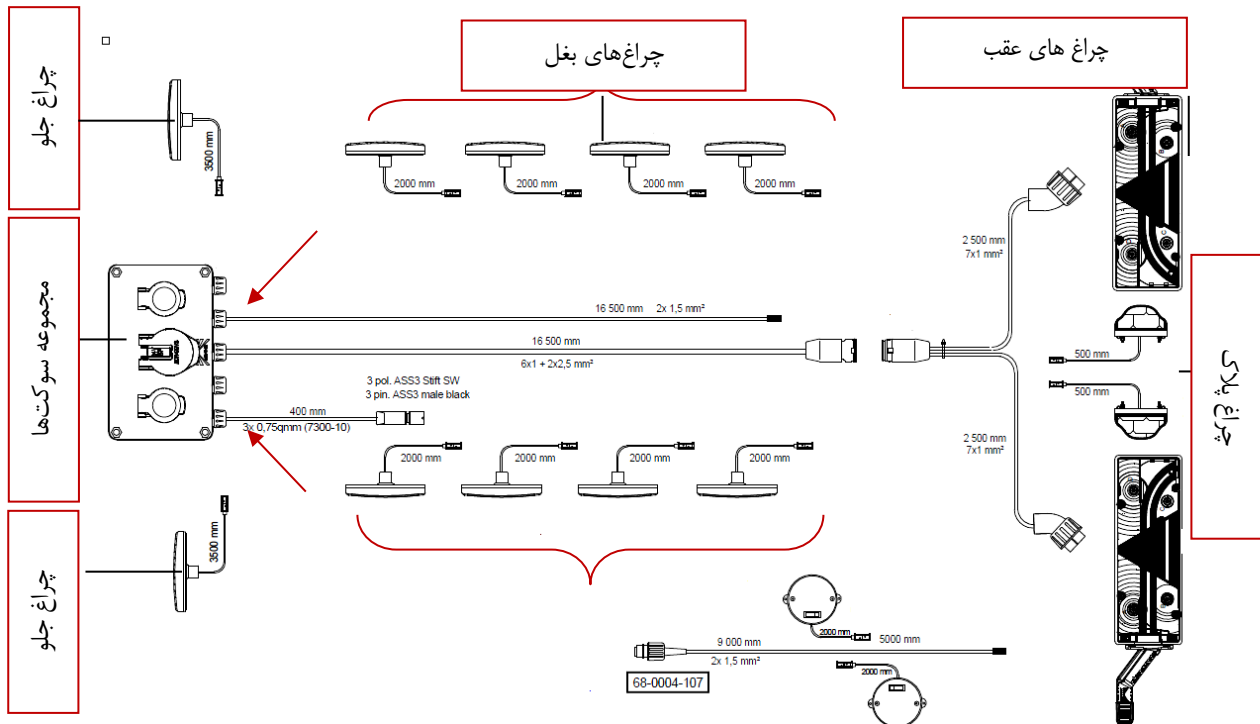 چراغ جلو
چراغ‌های بغل
چراغ های عقب
3500 mm
2000 mm
2000 mm
2000 mm
2000 mm
2 500 mm
7x1 mm²
مجموعه سوکت‌ها
16 500 mm 2x 1,5 mm²
16 500 mm
6x1 + 2x2,5 mm²
3 pol. ASS3 Stift SW
3 pin. ASS3 male black
400 mm
3x 0,75qmm (7300-10)
500 mm
500 mm
چراغ پلاک
2000 mm
2000 mm
2000 mm
2000 mm
2 500 mm
7x1 mm²
چراغ جلو
3500 mm
2000 mm
9 000 mm
5000 mm
2x 1,5 mm²
2000 mm
68-0004-107